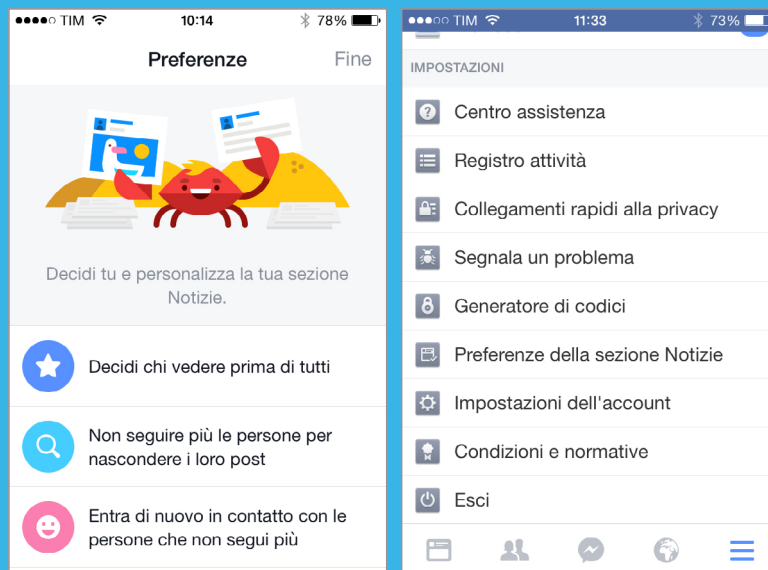 TIM 10:14 78%
Preferenze Fine
Decidi tu e personalizza la tua sezione
Notizie.
Decidi chi vedere prima di tutti
Non seguire più le persone per
nascondere i loro post
Entra di nuovo in contatto con le
persone che non segui più
TIM 11:33 73%
IMPOSTAZIONI
Centro assistenza
Registro attività
Collegamenti rapidi alla privacy
Segnala un problema
Generatore di codici
Preferenze della sezione Notizie
Impostazioni dell'account
Condizioni e normative
Esci